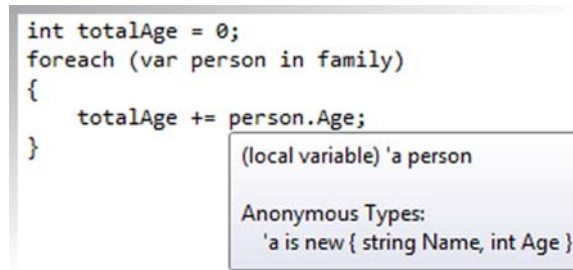 int totalAge = 0;
foreach (var person in family)
{
    totalAge += person.Age;
}
(local variable) 'a person
Anonymous Types:
'a is new { string Name, int Age }